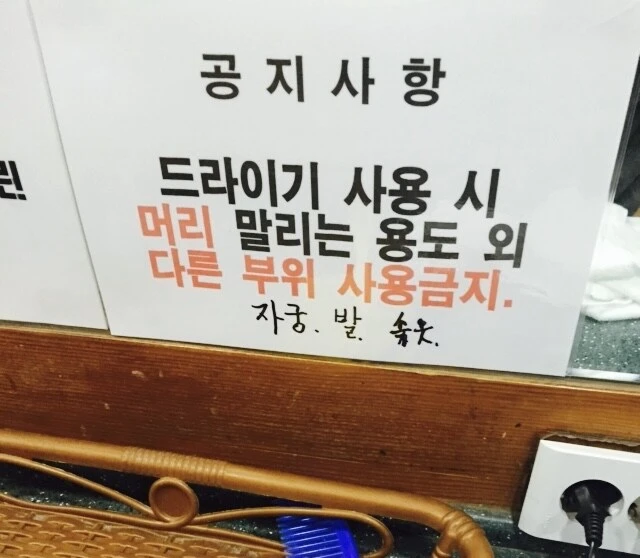 공지사항
드라이기 사용 시
머리 말리는 용도 외
다른 부위 사용금지.
자궁. 발. 속옷.